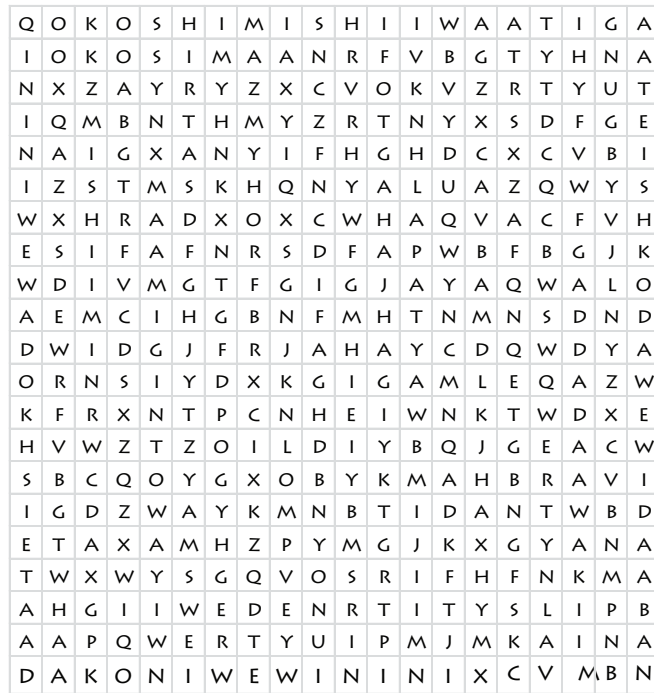 Q O K O S H I M I S H I I W A A T I G A
I O K O S I M A A N R F V B G T Y H N A
N X Z A Y R Y Z X C V O K V Z R T Y U T
I Q M B N T H M Y Z R T N Y X S D F G E
N A I G X A N Y I F H G H D C X C V B I
I Z S T M S K H Q N Y A L U A Z Q W Y S
W X H R A D X O X C W H A Q V A C F V H
E S I F A F N R S D F A P W B F B G J K
W D I V M G T F G I G J A Y A Q W A L O
A E M C I H G B N F M H T N M N S D N D
D W I D G J F R J A H A Y C D Q W D Y A
O R N S I Y D X K G I G A M L E Q A Z W
K F R X N T P C N H E I W N K T W D X E
H V W Z T Z O I L D I Y B Q J G E A C W
S B C Q O Y G X O B Y K M A H B R A V I
I G D Z W A Y K M N B T I D A N T W B D
E T A X A M H Z P Y M G J K X G Y A N A
T W X W Y S G Q V O S R I F H F N K M A
A H G I I W E D E N R T I T Y S L I P B
A A P Q W E R T Y U I P M J M K A I N A
D A K O N I W E W I N I N I X C V M B N